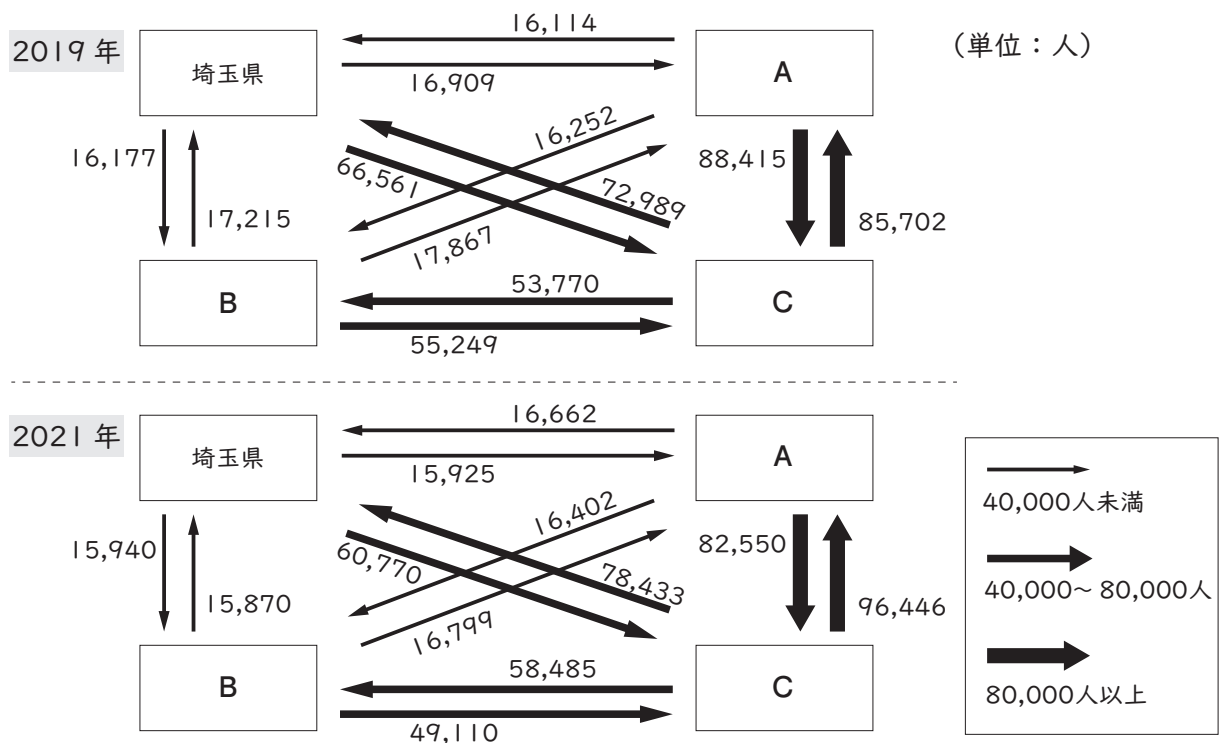 2019年
(単位:人)
埼玉県
A
16,114
16,909
16,177
17,215
66,561
72,989
16,252
17,867
88,415
85,702
B
C
53,770
55,249
2021年
埼玉県
A
16,662
15,925
15,940
15,870
60,770
78,433
16,402
16,799
82,550
96,446
B
C
58,485
49,110
40,000人未満
40,000~80,000人
80,000人以上